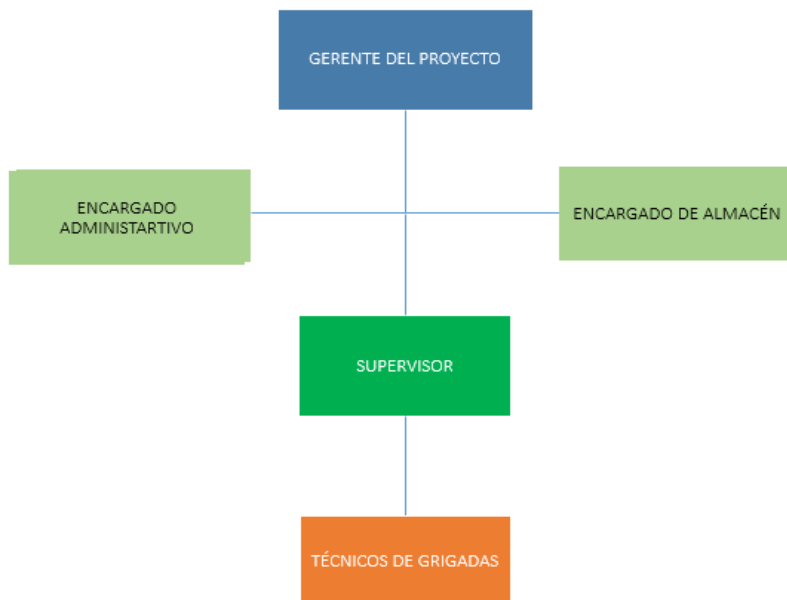 GERENTE DEL PROYECTO
ENCARGADO
ADMINISTARTIVO
ENCARGADO DE ALMACÉN
SUPERVISOR
TÉCNICOS DE GRIGADAS